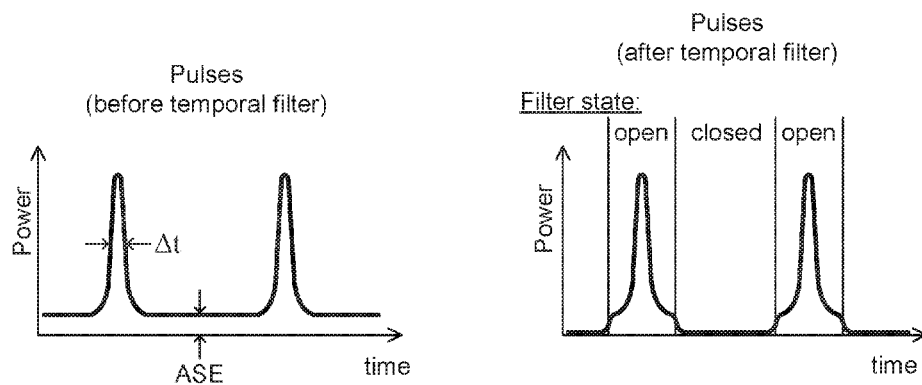 Pulses
(before temporal filter)
Power
Δt
ASE
time
Pulses
(after temporal filter)
Filter state:
open
closed
open
Power
time